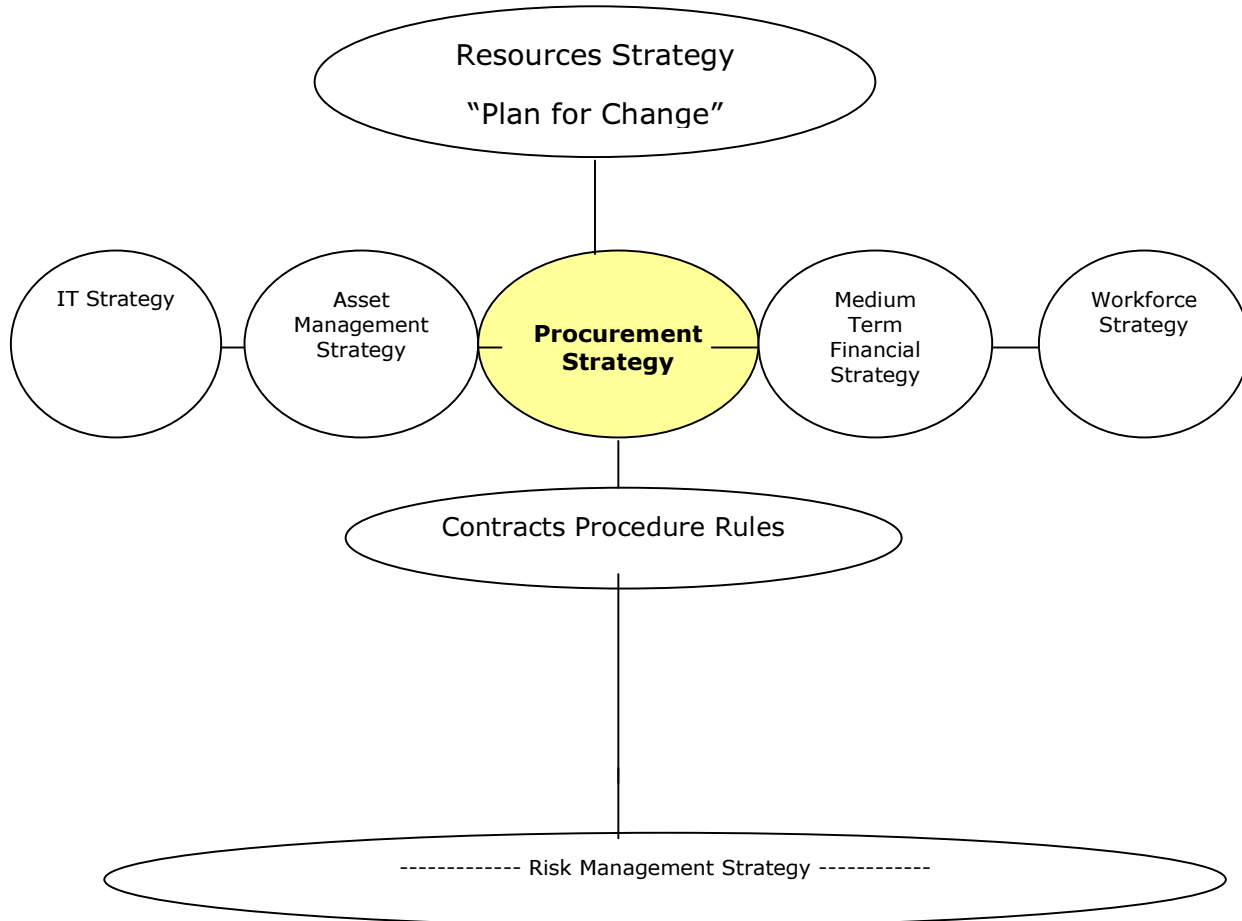 Resources Strategy
“Plan for Change”
IT Strategy
Asset
Management
Strategy
Procurement
Strategy
Medium
Term
Financial
Strategy
Workforce
Strategy
Contracts Procedure Rules
------------ Risk Management Strategy ------------